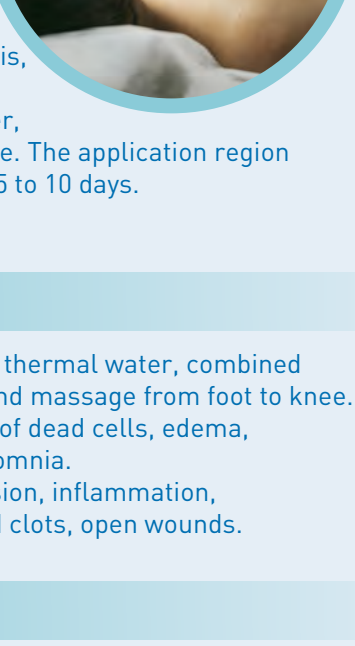 is,
r,
e. The application region
5 to 10 days.
thermal water, combined
nd massage from foot to knee.
of dead cells, edema,
omnia.
sion, inflammation,
d clots, open wounds.